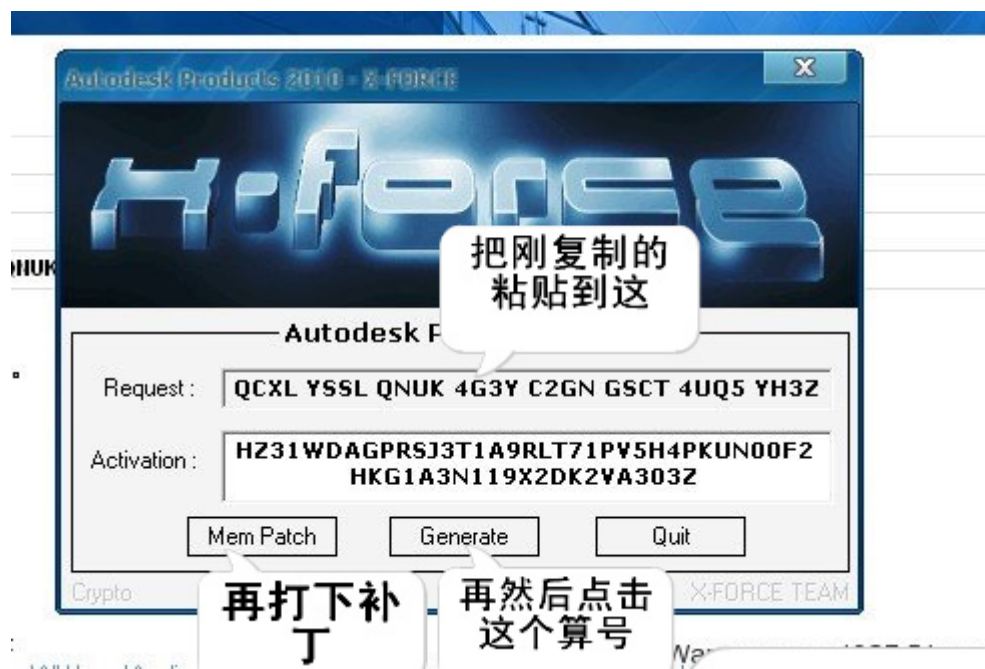 Autodesk Products 2010 - X-FORCE
X
x-force
把刚复制的
粘贴到这
NUK
Autodesk P
Request :
QCXL YSSL QNUK 4G3Y C2GN GSCT 4UQ5 YH3Z
Activation :
HZ31WDAGPRSJ3T1A9RLT71PV5H4PKUN00F2
HKG1A3N119X2DK2VA303Z
Mem Patch
Generate
Quit
Crypto
再打下补
丁
再然后点击
这个算号
X-FORCE TEAM